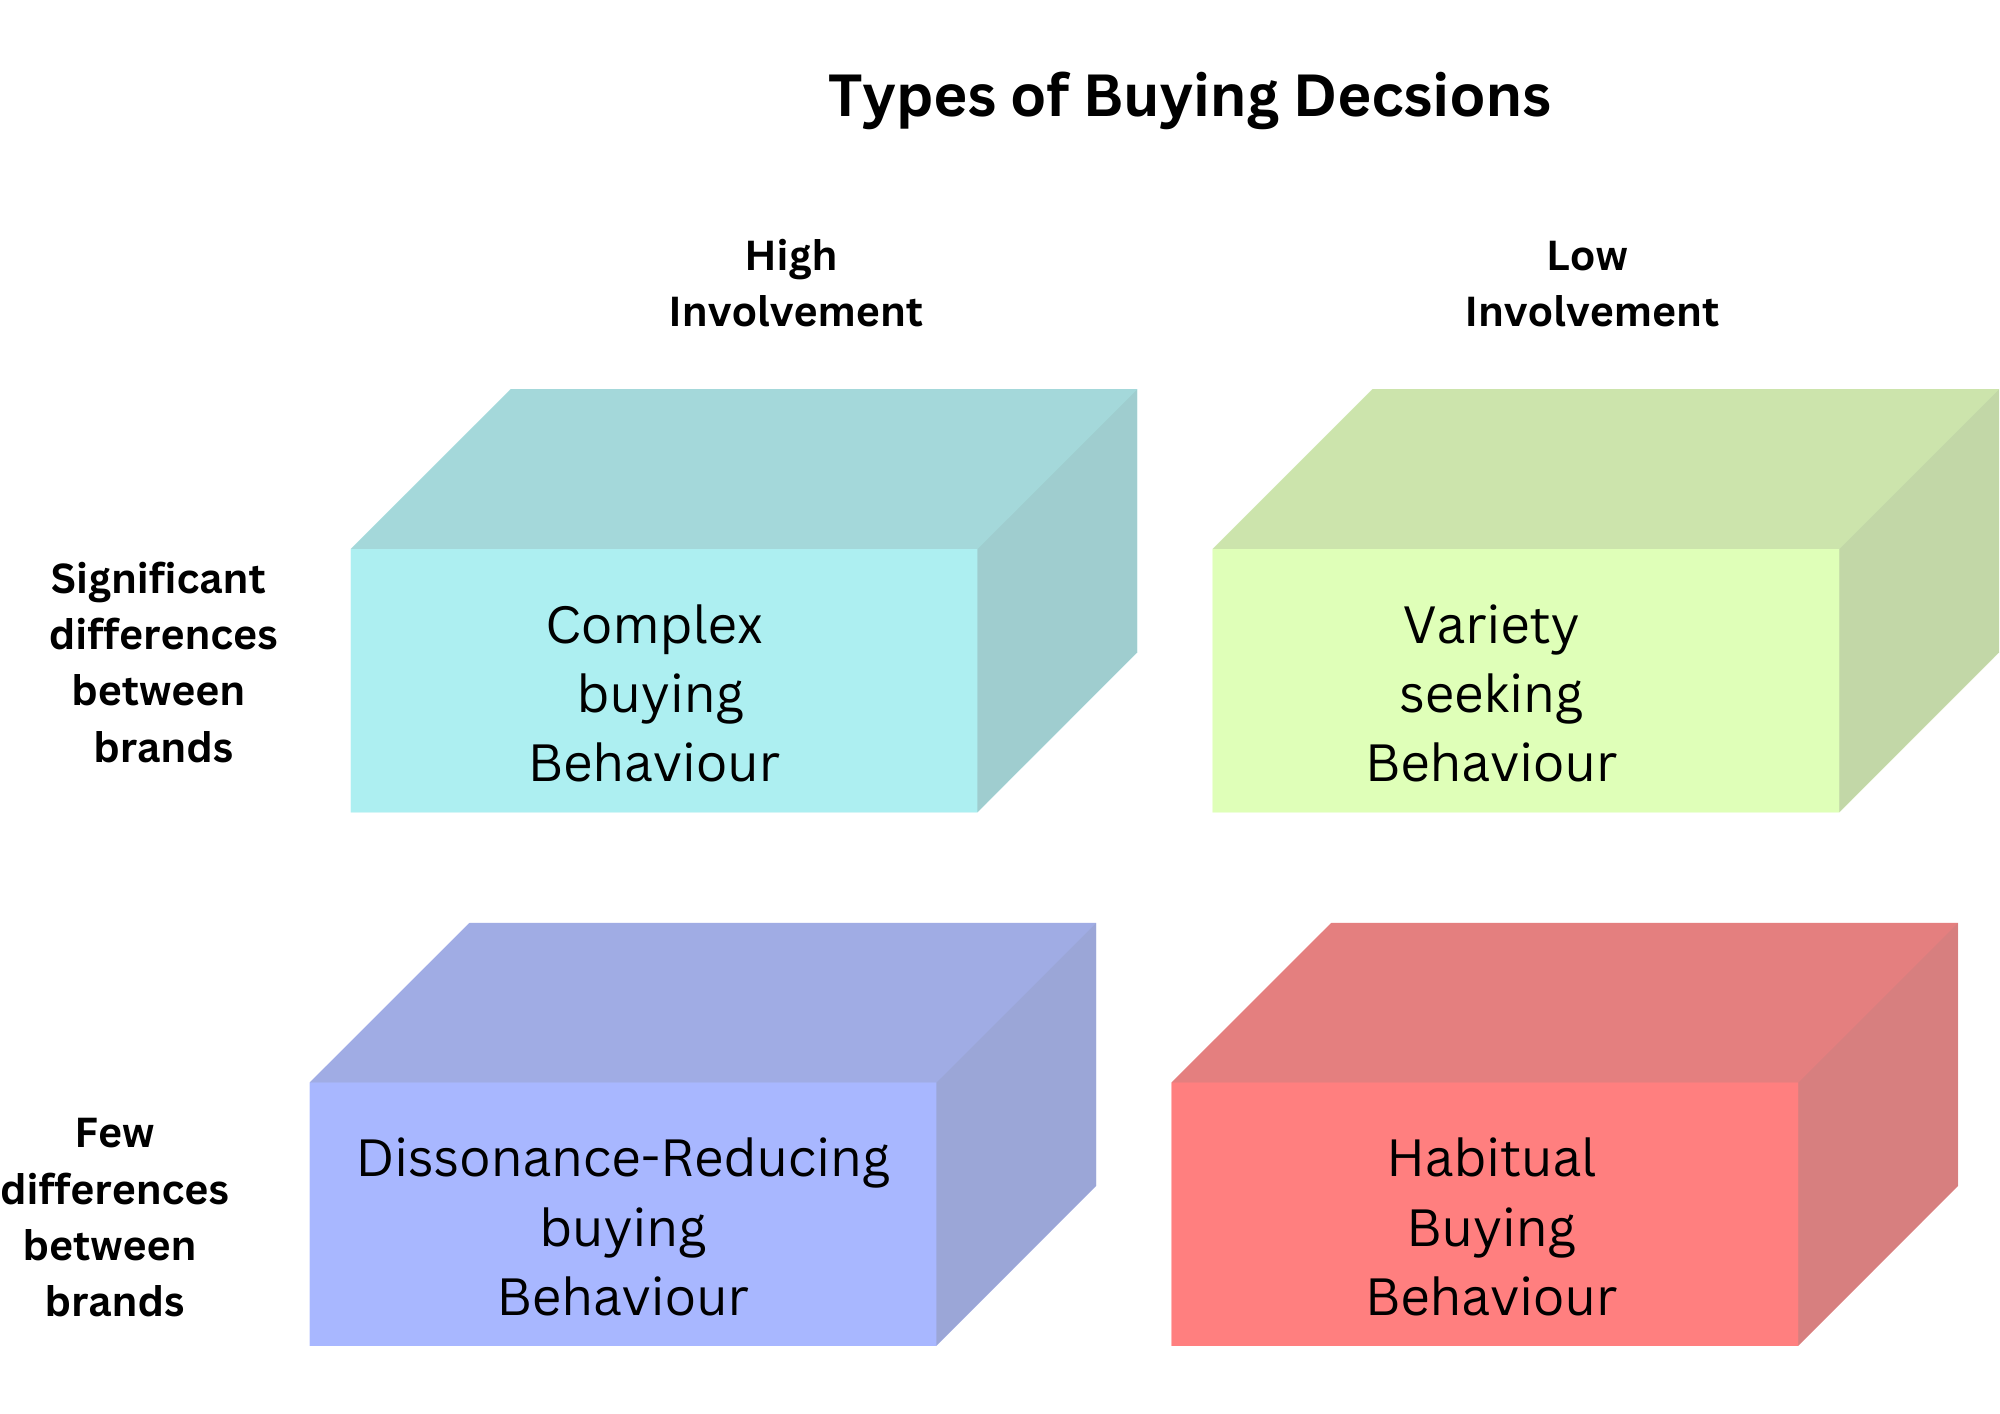 Types of Buying Decsions
High
Involvement
Low
Involvement
Significant
differences
between
brands
Complex
buying
Behaviour
Variety
seeking
Behaviour
Few
differences
between
brands
Dissonance-Reducing
buying
Behaviour
Habitual
Buying
Behaviour